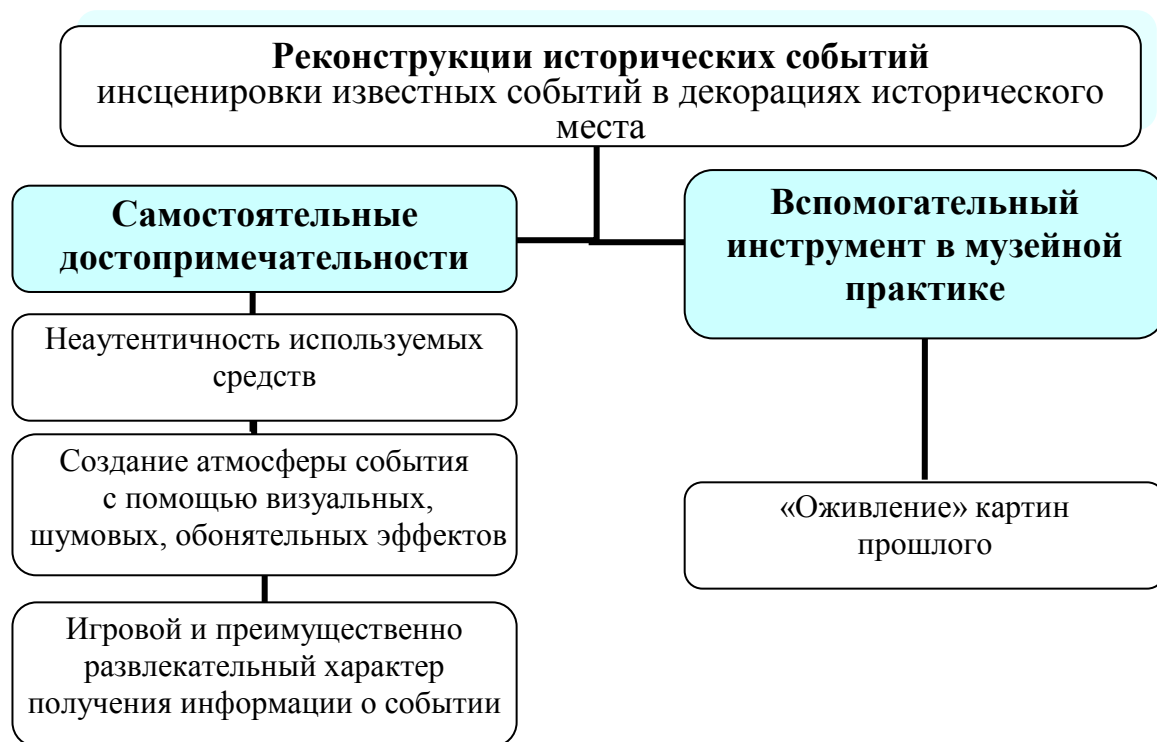 Реконструкции исторических событий
инсценировки известных событий в декорациях исторического
места
Самостоятельные
достопримечательности
Вспомогательный
инструмент в музейной
практике
Неаутентичность используемых
средств
Создание атмосферы события
с помощью визуальных,
шумовых, обонятельных эффектов
«Оживление» картин
прошлого
Игровой и преимущественно
развлекательный характер
получения информации о событии